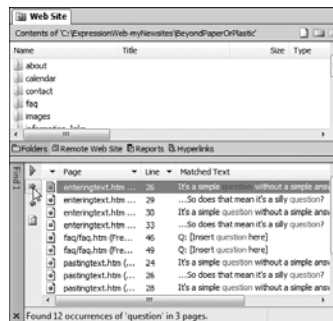 Web Site
Contents of 'C:\ExpressionWeb-myNewsites\BeyondPaperOrPlastic'
Name Title Size Type
about
calendar
contact
faq
images
information_links
Folders Remote Web Site Reports Hyperlinks
Find 1
Page Line Matched Text
enteringtext.htm ... 26 It's a simple question without a simple answ
enteringtext.htm ... 29 ...So does that mean it's a silly question?
enteringtext.htm ... 30 It's a simple question without a simple answ
enteringtext.htm ... 33 ...So does that mean it's a silly question?
faq/faq.htm (Fre... 46 Q: [Insert question here]
faq/faq.htm (Fre... 49 Q: [Insert question here]
pastingtext.htm (... 24 It's a simple question without a simple answ
pastingtext.htm (... 26 ...So does that mean it's a silly question?
pastingtext.htm (... 28 It's a simple question without a simple answ
Found 12 occurrences of 'question' in 3 pages.